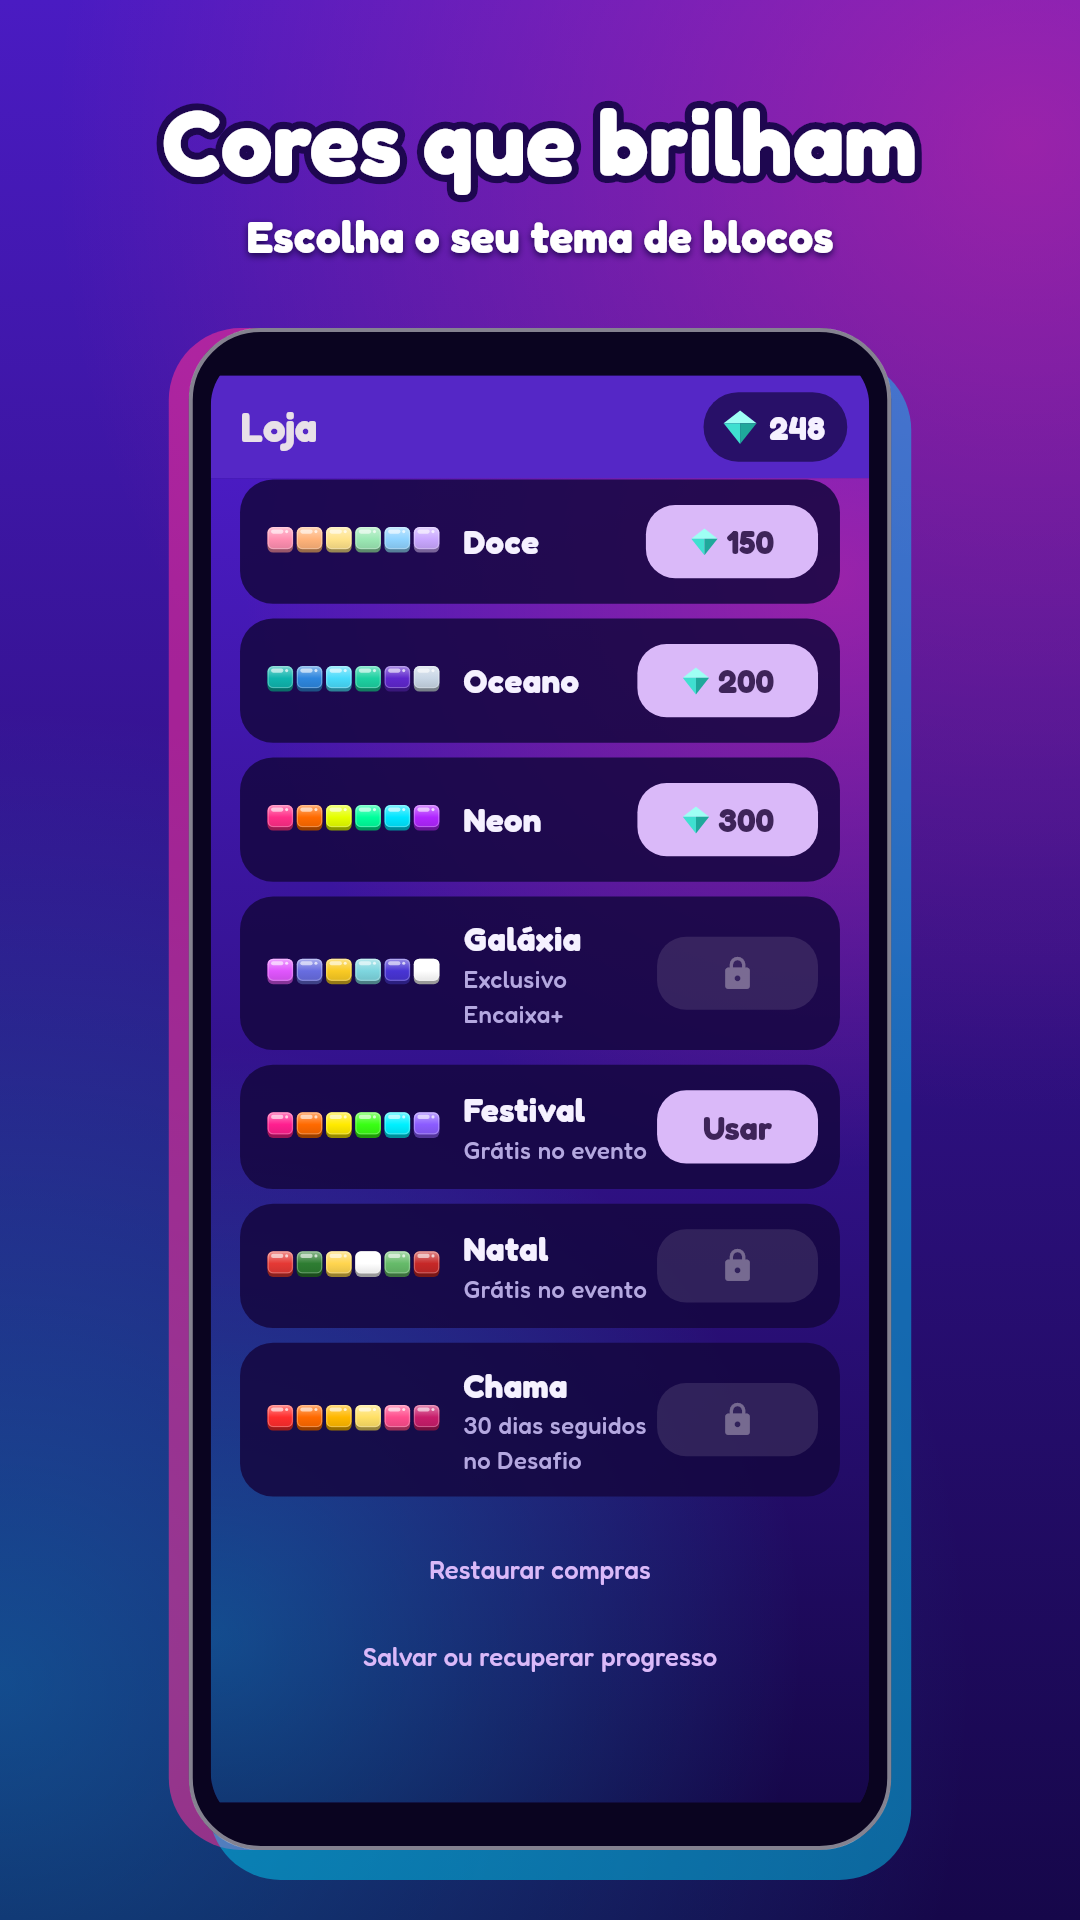 Cores que brilham
Escolha o seu tema de blocos
Loja
248
Doce
150
Oceano
200
Neon
300
Galáxia
Exclusivo
Encaixa+
Festival
Grátis no evento
Usar
Natal
Grátis no evento
Chama
30 dias seguidos
no Desafio
Restaurar compras
Salvar ou recuperar progresso